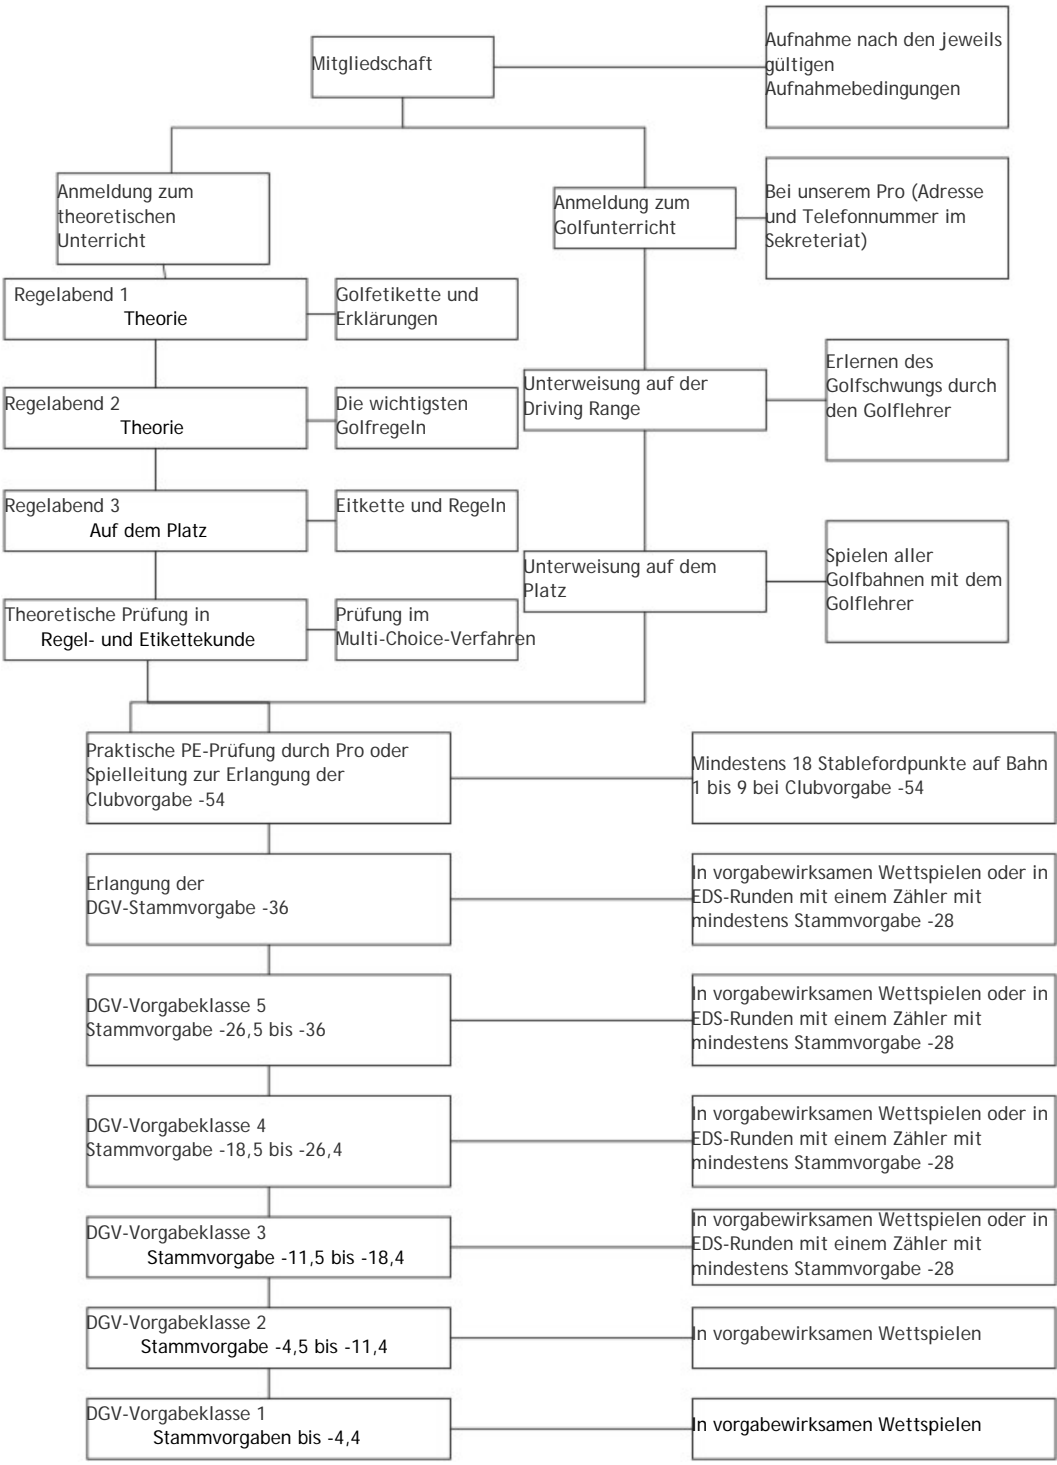 Mitgliedschaft
Aufnahme nach den jeweils
gültigen
Aufnahmebedingungen
Anmeldung zum
theoretischen
Unterricht
Anmeldung zum
Golfunterricht
Bei unserem Pro (Adresse
und Telefonnummer im
Sekreteriat)
Regelabend 1
Theorie
Golfetikette und
Erklärungen
Regelabend 2
Theorie
Die wichtigsten
Golfregeln
Unterweisung auf der
Driving Range
Erlernen des
Golfschwungs durch
den Golflehrer
Regelabend 3
Auf dem Platz
Eitkette und Regeln
Unterweisung auf dem
Platz
Spielen aller
Golfbahnen mit dem
Golflehrer
Theoretische Prüfung in
Regel- und Etikettekunde
Prüfung im
Multi-Choice-Verfahren
Praktische PE-Prüfung durch Pro oder
Spielleitung zur Erlangung der
Clubvorgabe -54
Mindestens 18 Stablefordpunkte auf Bahn
1 bis 9 bei Clubvorgabe -54
Erlangung der
DGV-Stammvorgabe -36
In vorgabewirksamen Wettspielen oder in
EDS-Runden mit einem Zähler mit
mindestens Stammvorgabe -28
DGV-Vorgabeklasse 5
Stammvorgabe -26,5 bis -36
In vorgabewirksamen Wettspielen oder in
EDS-Runden mit einem Zähler mit
mindestens Stammvorgabe -28
DGV-Vorgabeklasse 4
Stammvorgabe -18,5 bis -26,4
In vorgabewirksamen Wettspielen oder in
EDS-Runden mit einem Zähler mit
mindestens Stammvorgabe -28
DGV-Vorgabeklasse 3
Stammvorgabe -11,5 bis -18,4
In vorgabewirksamen Wettspielen oder in
EDS-Runden mit einem Zähler mit
mindestens Stammvorgabe -28
DGV-Vorgabeklasse 2
Stammvorgabe -4,5 bis -11,4
In vorgabewirksamen Wettspielen
DGV-Vorgabeklasse 1
Stammvorgaben bis -4,4
In vorgabewirksamen Wettspielen